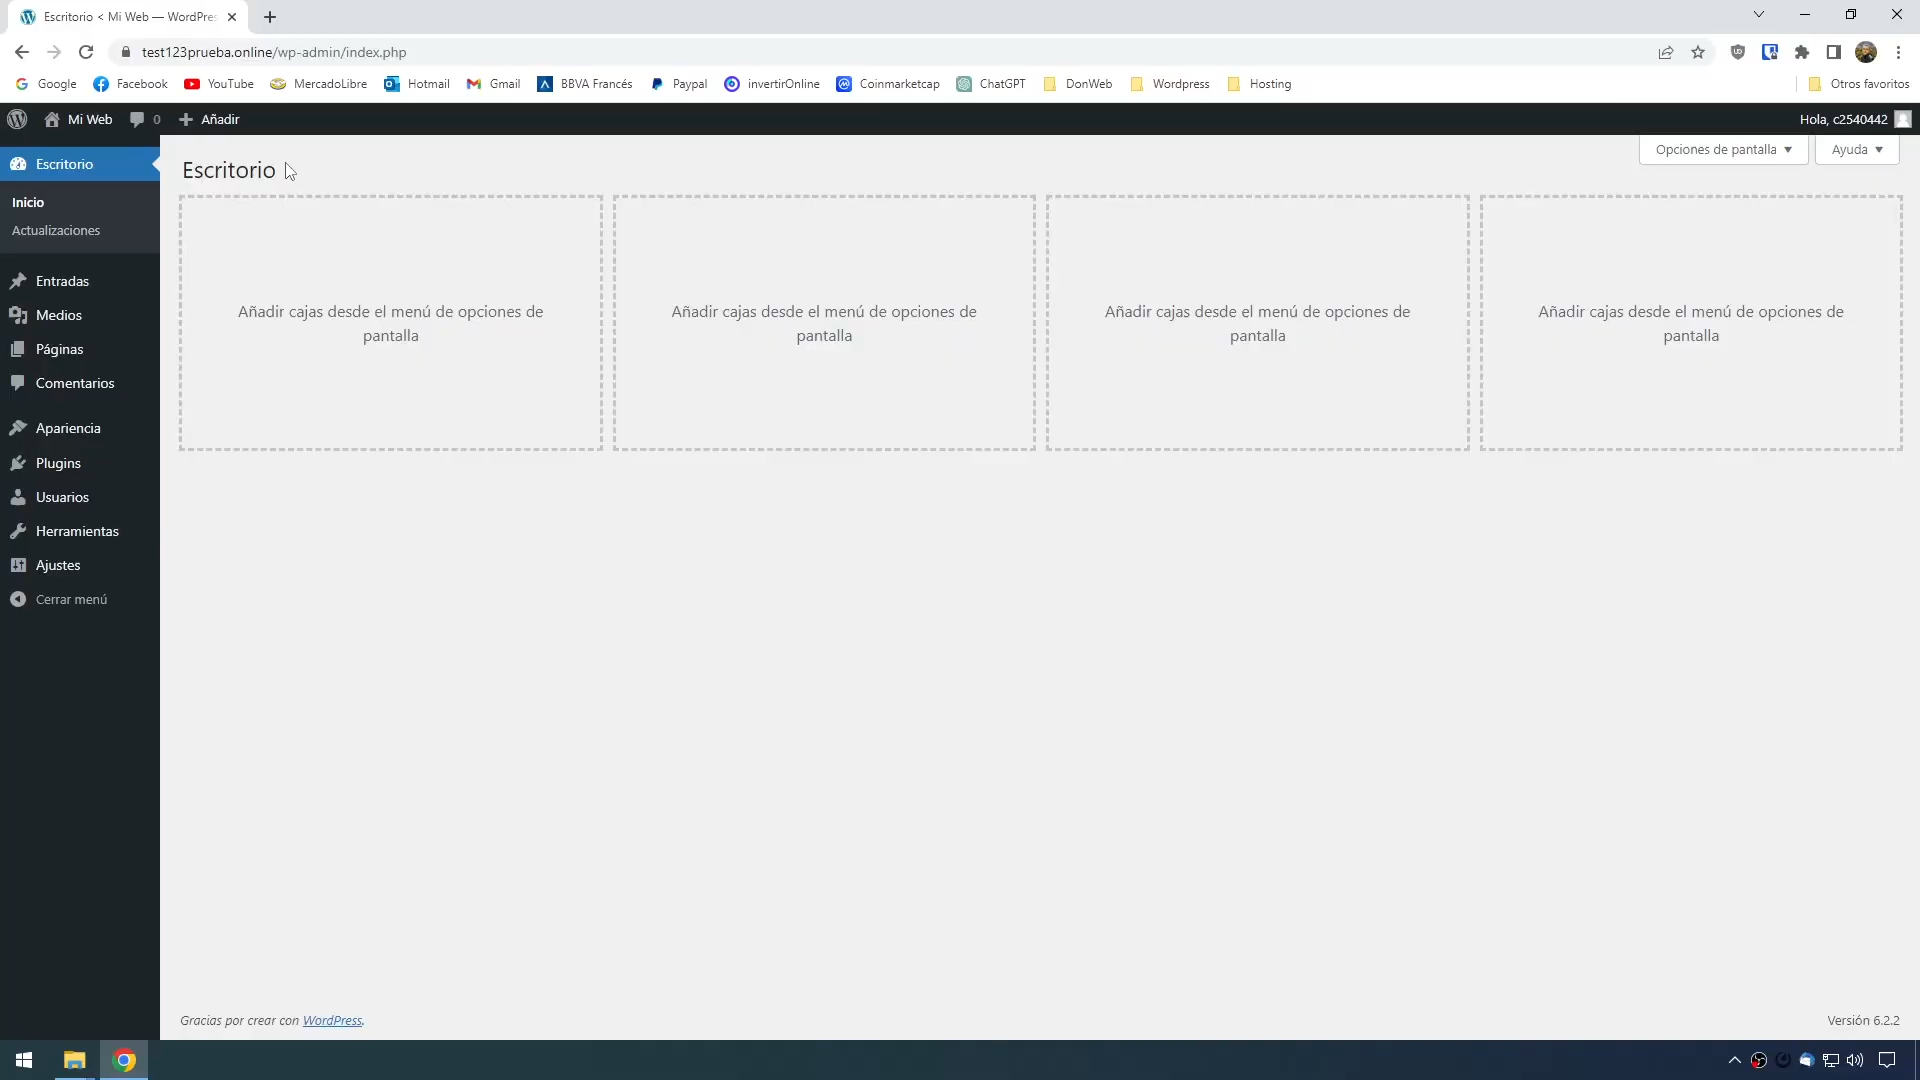 Escritorio < Mi Web — WordPres
test123prueba.online/wp-admin/index.php
Google Facebook YouTube MercadoLibre Hotmail Gmail BBVA Francés Paypal invertirOnline Coinmarketcap ChatGPT DonWeb Wordpress Hosting Otros favoritos
Mi Web 0 Añadir Hola, c2540442
Opciones de pantalla Ayuda
Escritorio
Inicio
Actualizaciones
Entradas
Medios
Páginas
Comentarios
Apariencia
Plugins
Usuarios
Herramientas
Ajustes
Cerrar menú
Escritorio
Añadir cajas desde el menú de opciones de
pantalla
Añadir cajas desde el menú de opciones de
pantalla
Añadir cajas desde el menú de opciones de
pantalla
Añadir cajas desde el menú de opciones de
pantalla
Gracias por crear con WordPress.
Versión 6.2.2